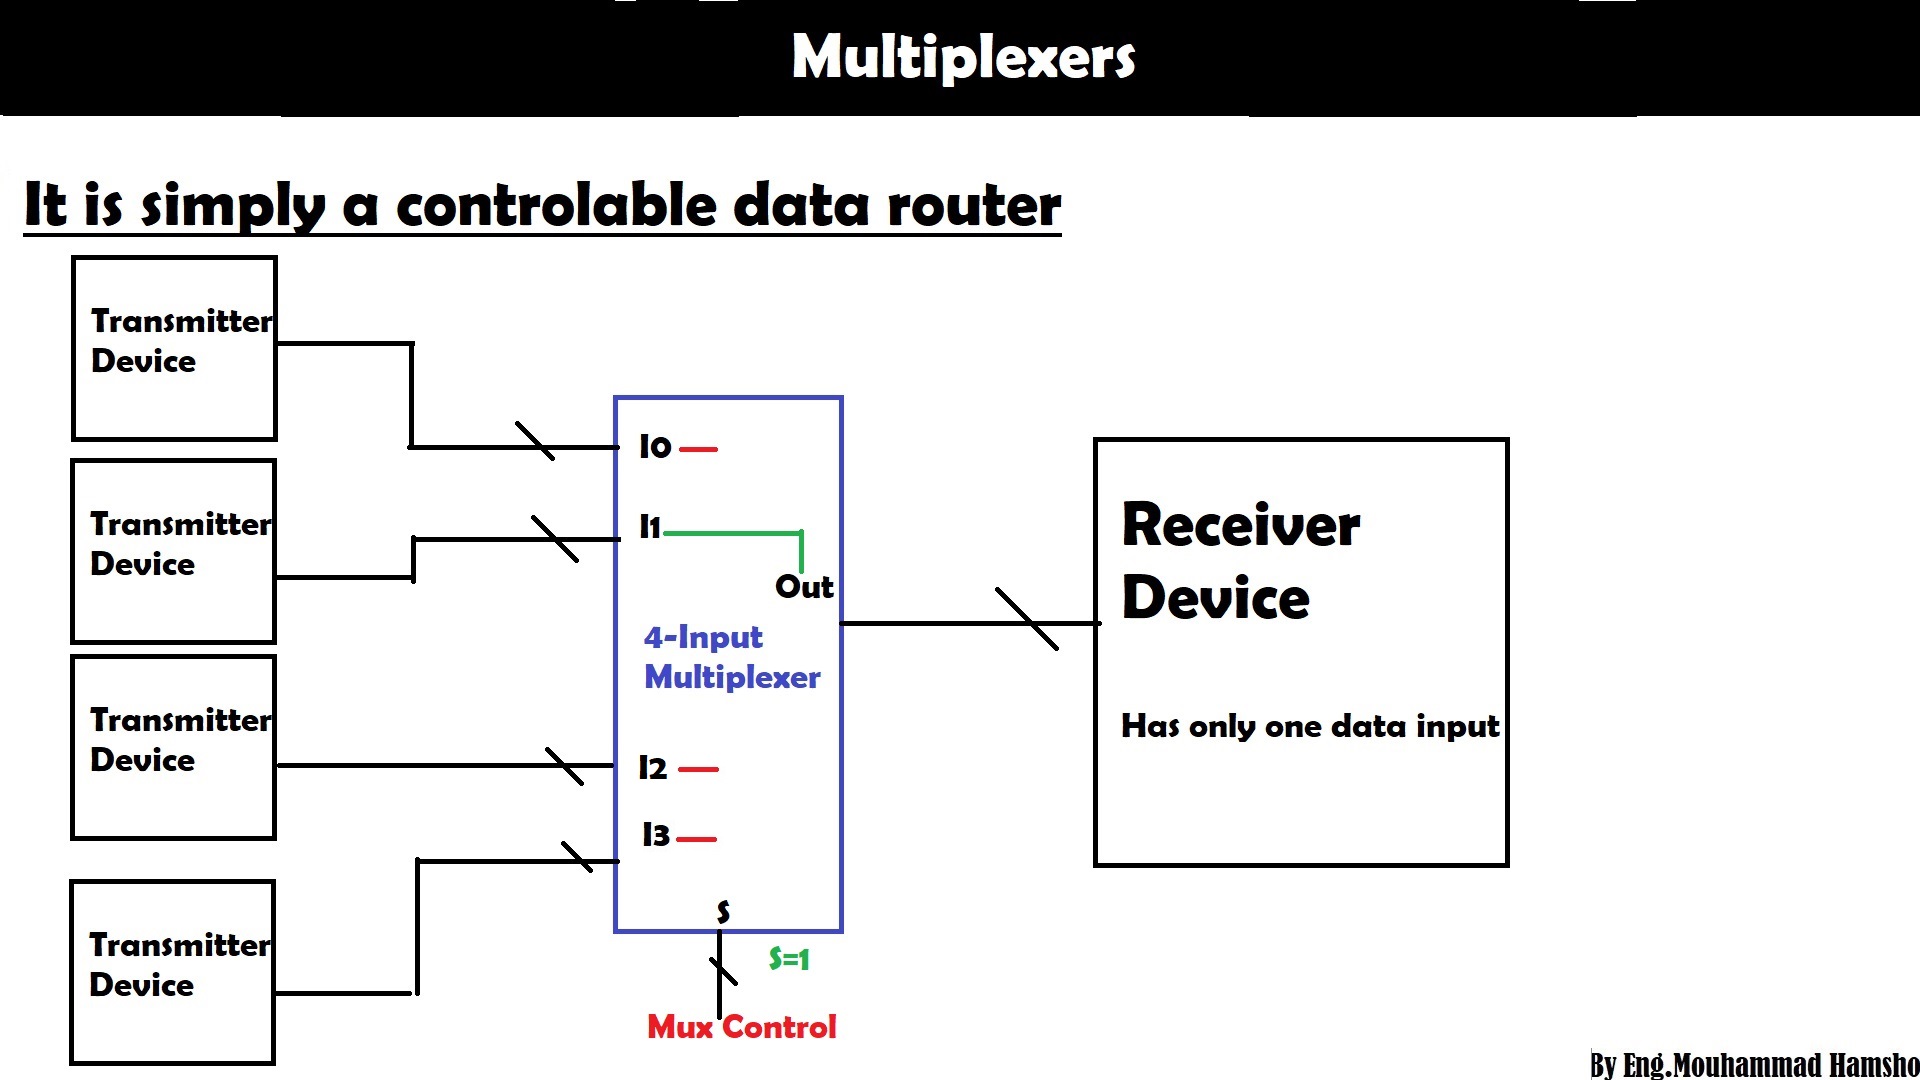 Multiplexers
It is simply a controlable data router
Transmitter
Device
Transmitter
Device
Transmitter
Device
Transmitter
Device
I0
I1
Out
4-Input
Multiplexer
I2
I3
S
S=1
Mux Control
Receiver
Device
Has only one data input
By Eng.Mouhammad Hamsho